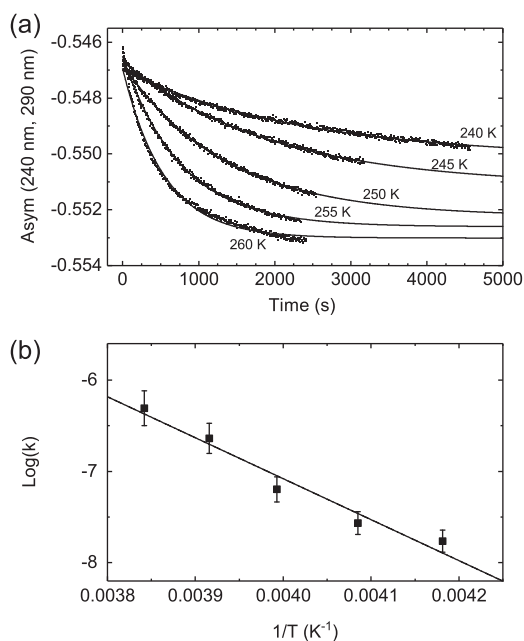 (a)
Asym (240 nm, 290 nm)
-0.546
-0.548
-0.550
-0.552
-0.554
240 K
245 K
250 K
255 K
260 K
0 1000 2000 3000 4000 5000
Time (s)
(b)
Log(k)
-6
-7
-8
0.0038 0.0039 0.0040 0.0041 0.0042
1/T (K⁻¹)